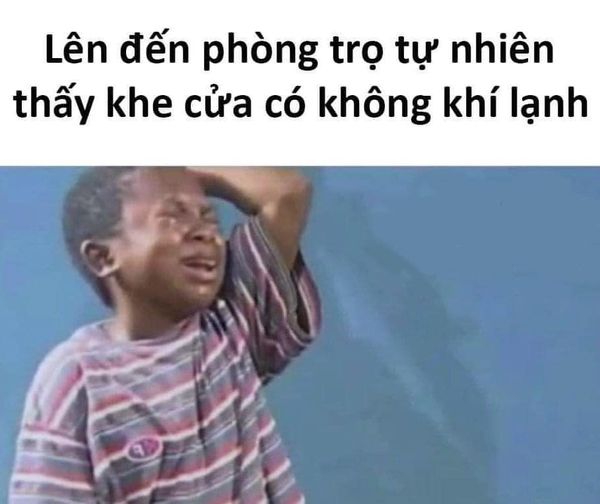 Lên đến phòng trọ tự nhiên
thấy khe cửa có không khí lạnh